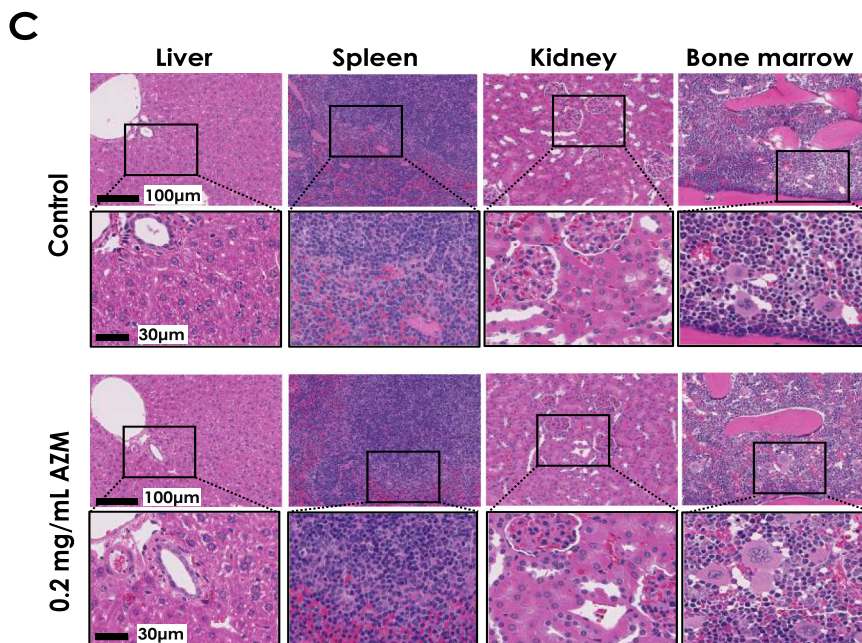 C
Liver Spleen Kidney Bone marrow
Control
100µm
30µm
0.2 mg/mL AZM
100µm
30µm